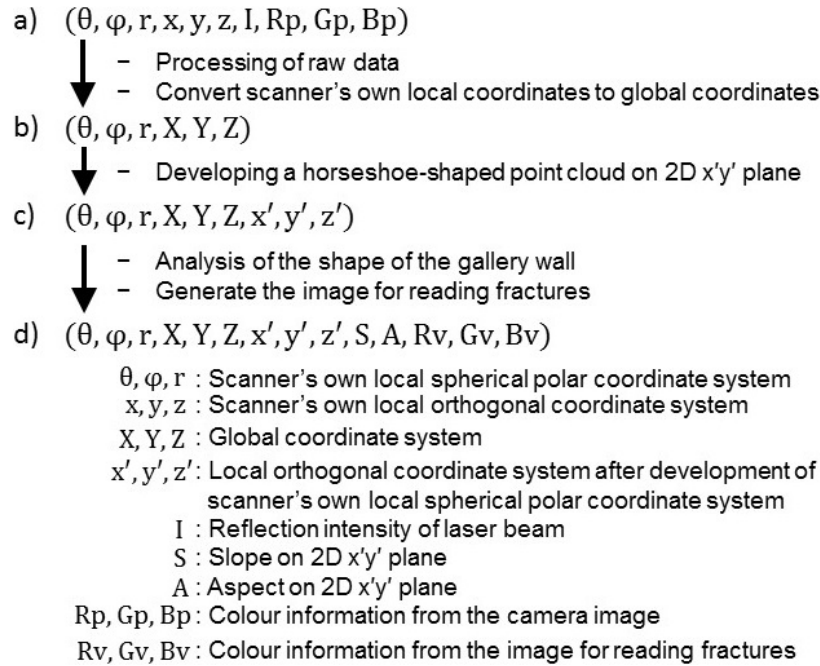 a) (θ, φ, r, x, y, z, I, Rp, Gp, Bp)
− Processing of raw data
− Convert scanner's own local coordinates to global coordinates
b) (θ, φ, r, X, Y, Z)
− Developing a horseshoe-shaped point cloud on 2D x'y' plane
c) (θ, φ, r, X, Y, Z, x′, y′, z′)
− Analysis of the shape of the gallery wall
− Generate the image for reading fractures
d) (θ, φ, r, X, Y, Z, x′, y′, z′, S, A, Rv, Gv, Bv)
θ, φ, r : Scanner's own local spherical polar coordinate system
x, y, z : Scanner's own local orthogonal coordinate system
X, Y, Z : Global coordinate system
x′, y′, z′: Local orthogonal coordinate system after development of
scanner's own local spherical polar coordinate system
I : Reflection intensity of laser beam
S : Slope on 2D x'y' plane
A : Aspect on 2D x'y' plane
Rp, Gp, Bp : Colour information from the camera image
Rv, Gv, Bv : Colour information from the image for reading fractures